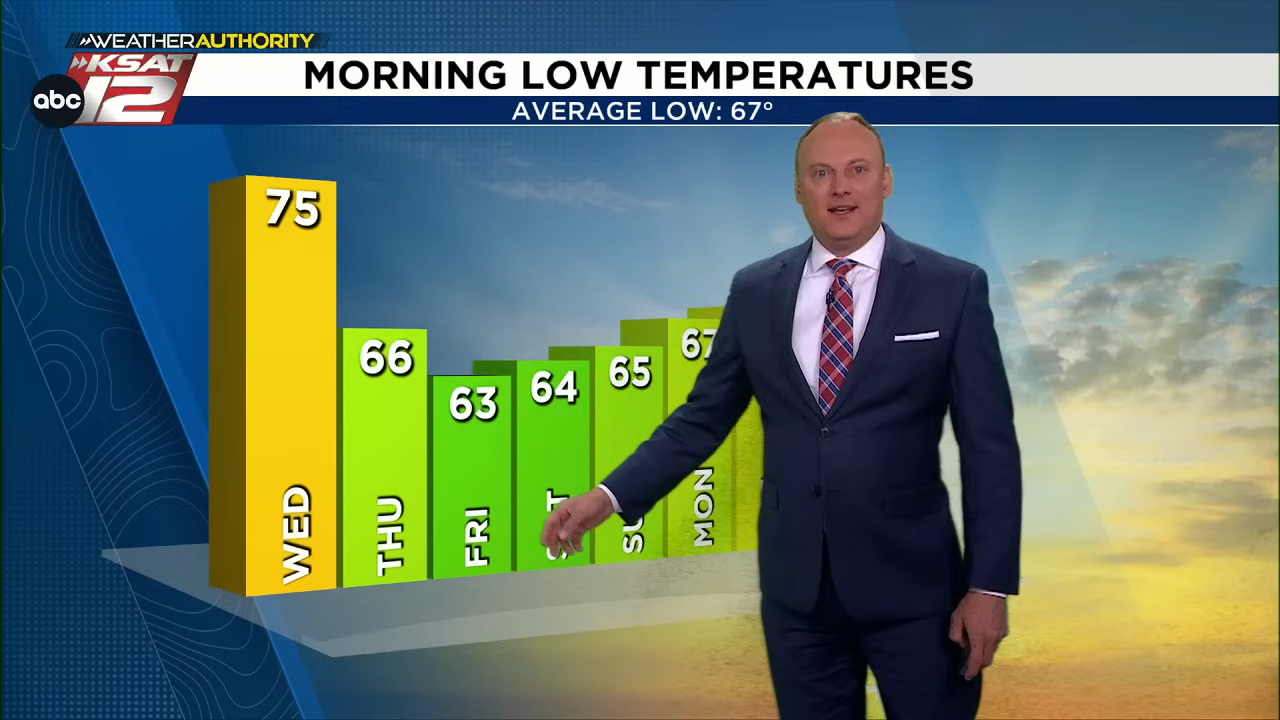 WEATHERAUTHORITY
KSAT
abc 12
MORNING LOW TEMPERATURES
AVERAGE LOW: 67°
75
66
63
64
65
67
WED
THU
FRI
MON